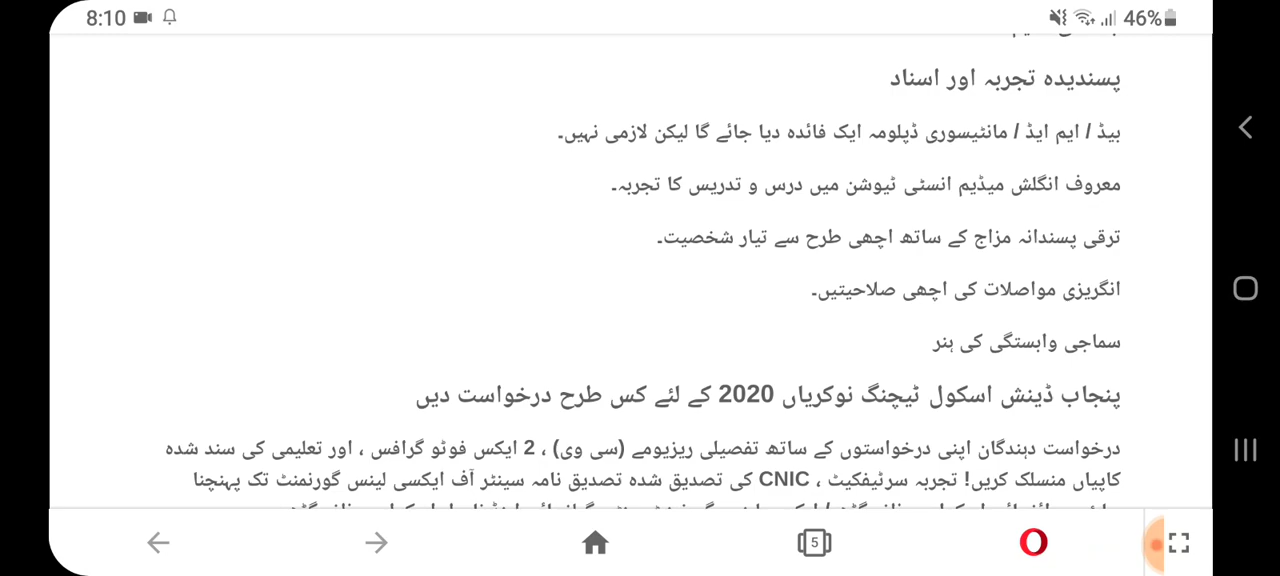 8:10
46%
پسندیدہ تجربہ اور اسناد
بیڈ / ایم ایڈ / مانٹیسوری ڈپلومہ ایک فائدہ دیا جائے گا لیکن لازمی نہیں۔
معروف انگلش میڈیم انسٹی ٹیوشن میں درس و تدریس کا تجربہ۔
ترقی پسندانہ مزاج کے ساتھ اچھی طرح سے تیار شخصیت۔
انگریزی مواصلات کی اچھی صلاحیتیں۔
سماجی وابستگی کی ہنر
پنجاب ڈینش اسکول ٹیچنگ نوکریاں 2020 کے لئے کس طرح درخواست دیں
درخواست دہندگان اپنی درخواستوں کے ساتھ تفصیلی ریزیومے (سی وی) ، 2 ایکس فوٹو گرافس ، اور تعلیمی کی سند شدہ
کاپیاں منسلک کریں! تجربہ سرٹیفکیٹ ، CNIC کی تصدیق شدہ تصدیق نامہ سینٹر آف ایکسی لینس گورنمنٹ تک پہنچنا
5